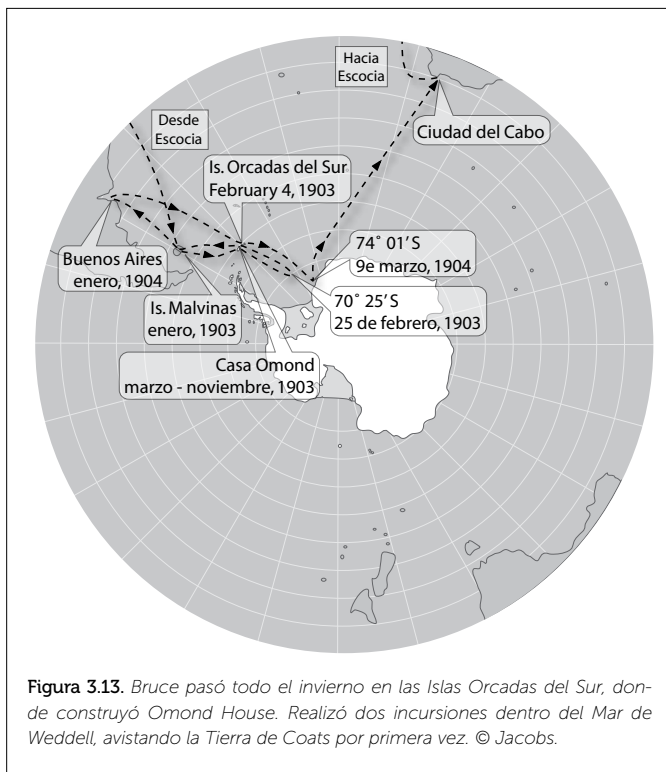 Hacia
Escocia
Desde
Escocia
Ciudad del Cabo
Is. Orcadas del Sur
February 4, 1903
74° 01'S
9e marzo, 1904
Buenos Aires
enero, 1904
70° 25'S
25 de febrero, 1903
Is. Malvinas
enero, 1903
Casa Omond
marzo - noviembre, 1903
Figura 3.13. Bruce pasó todo el invierno en las Islas Orcadas del Sur, don-
de construyó Omond House. Realizó dos incursiones dentro del Mar de
Weddell, avistando la Tierra de Coats por primera vez. © Jacobs.